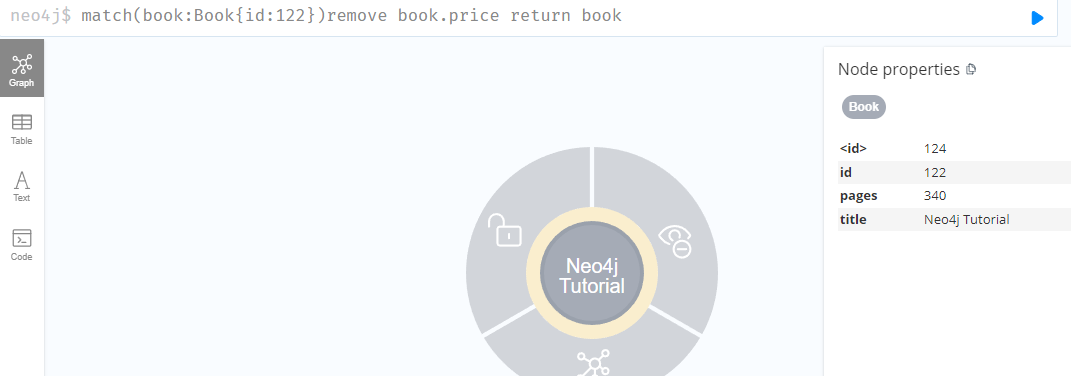 neo4j$ match(book:Book{id:122})remove book.price return book
Graph
Table
Text
Code
Neo4j
Tutorial
Node properties
Book
<id> 124
id 122
pages 340
title Neo4j Tutorial